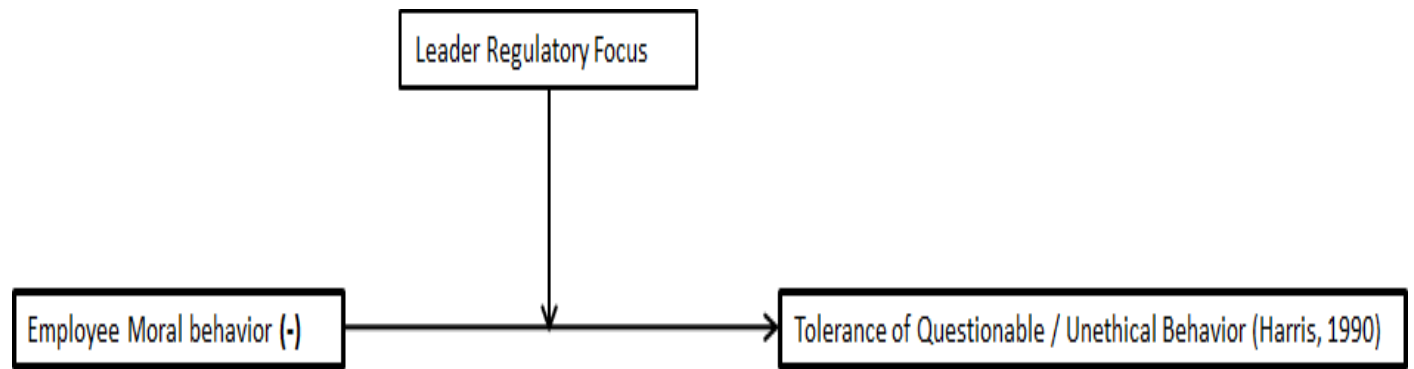 Leader Regulatory Focus
Employee Moral behavior (-)
Tolerance of Questionable / Unethical Behavior (Harris, 1990)